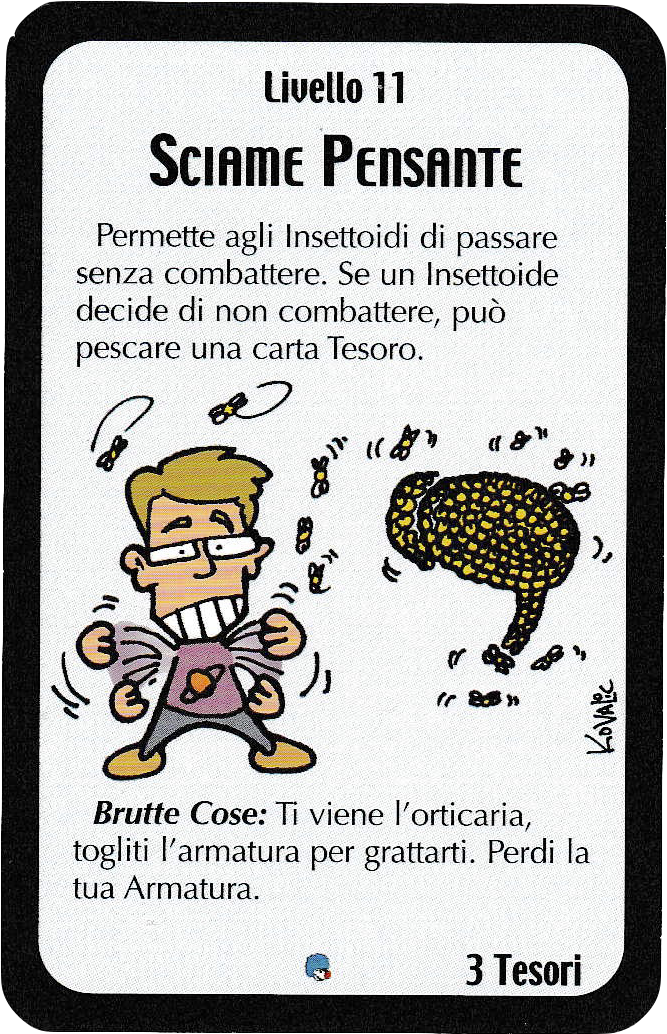 Livello 11
Sciame Pensante
Permette agli Insettoidi di passare
senza combattere. Se un Insettoide
decide di non combattere, può
pescare una carta Tesoro.
Kovalic
Brutte Cose: Ti viene l'orticaria,
togliti l'armatura per grattarti. Perdi la
tua Armatura.
3 Tesori